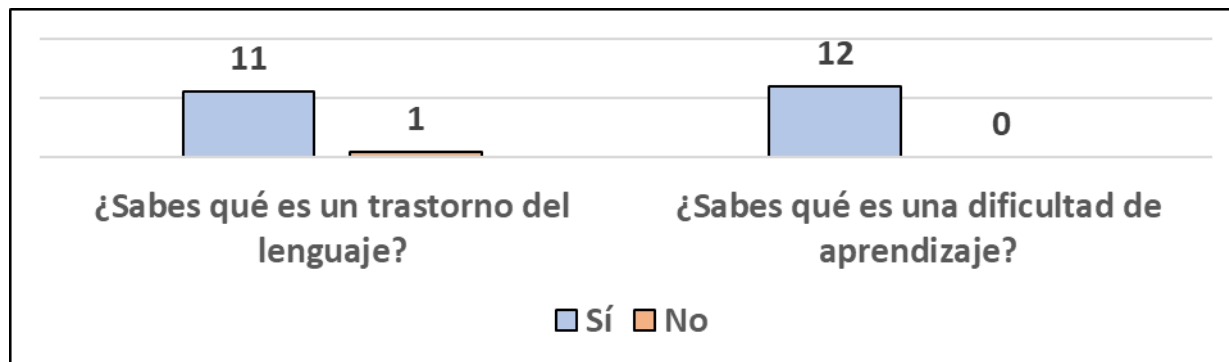 11
1
12
0
¿Sabes qué es un trastorno del
lenguaje?
¿Sabes qué es una dificultad de
aprendizaje?
Sí No